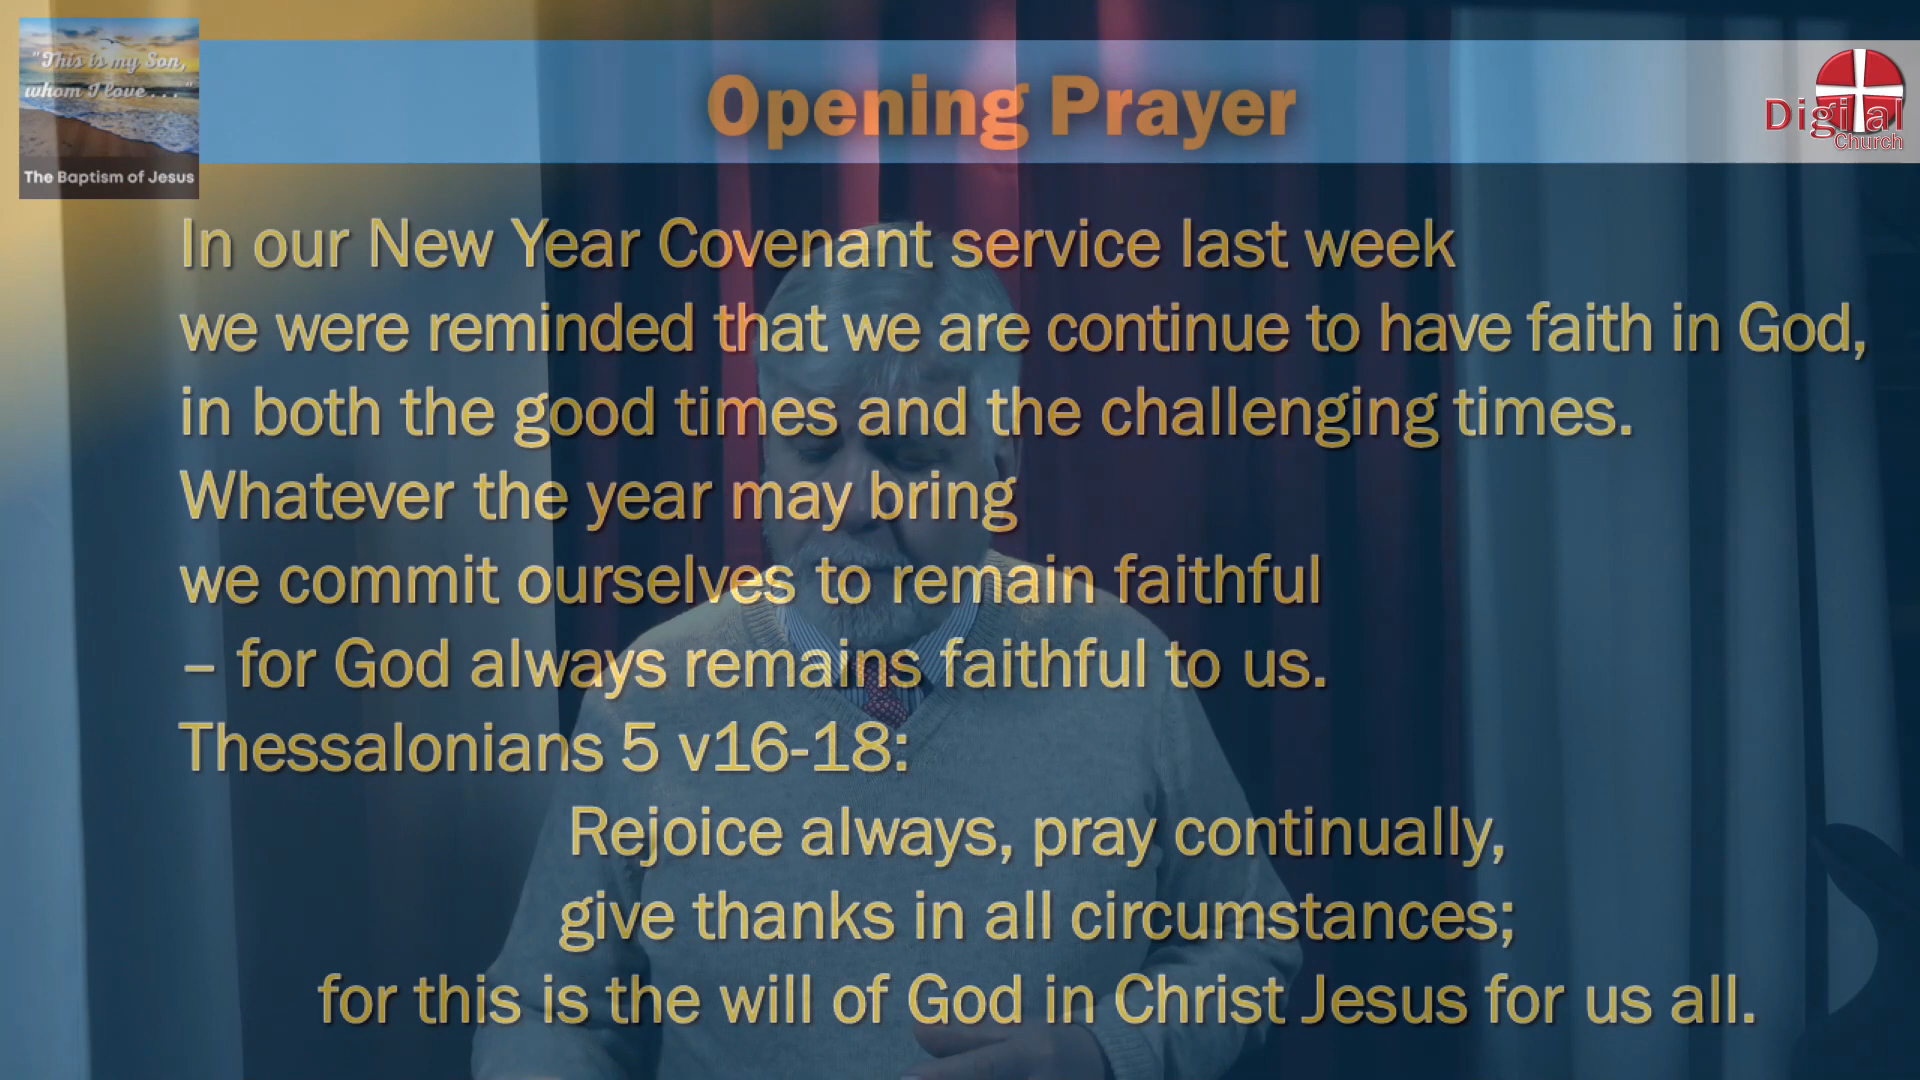 "This is my Son,
whom I love . . ."
The Baptism of Jesus
Opening Prayer
Digital
Church
In our New Year Covenant service last week
we were reminded that we are continue to have faith in God,
in both the good times and the challenging times.
Whatever the year may bring
we commit ourselves to remain faithful
– for God always remains faithful to us.
Thessalonians 5 v16-18:
Rejoice always, pray continually,
give thanks in all circumstances;
for this is the will of God in Christ Jesus for us all.